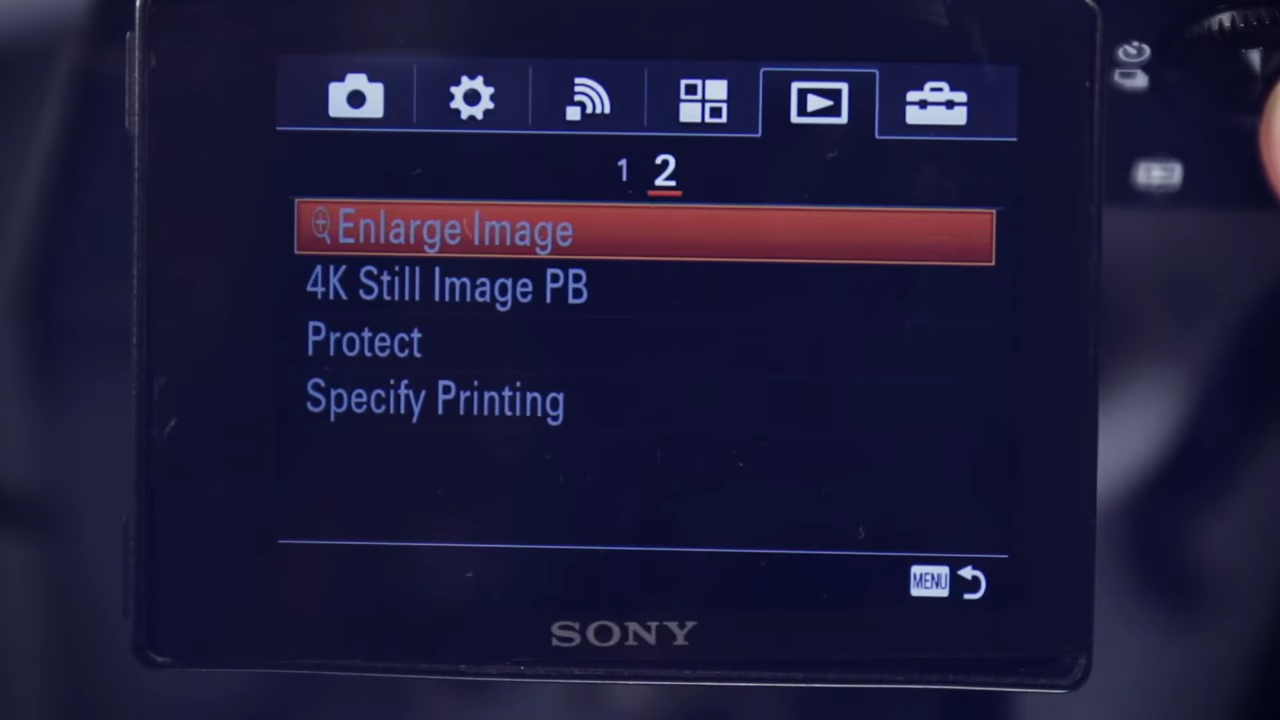 1 2
Enlarge Image
4K Still Image PB
Protect
Specify Printing
MENU
SONY